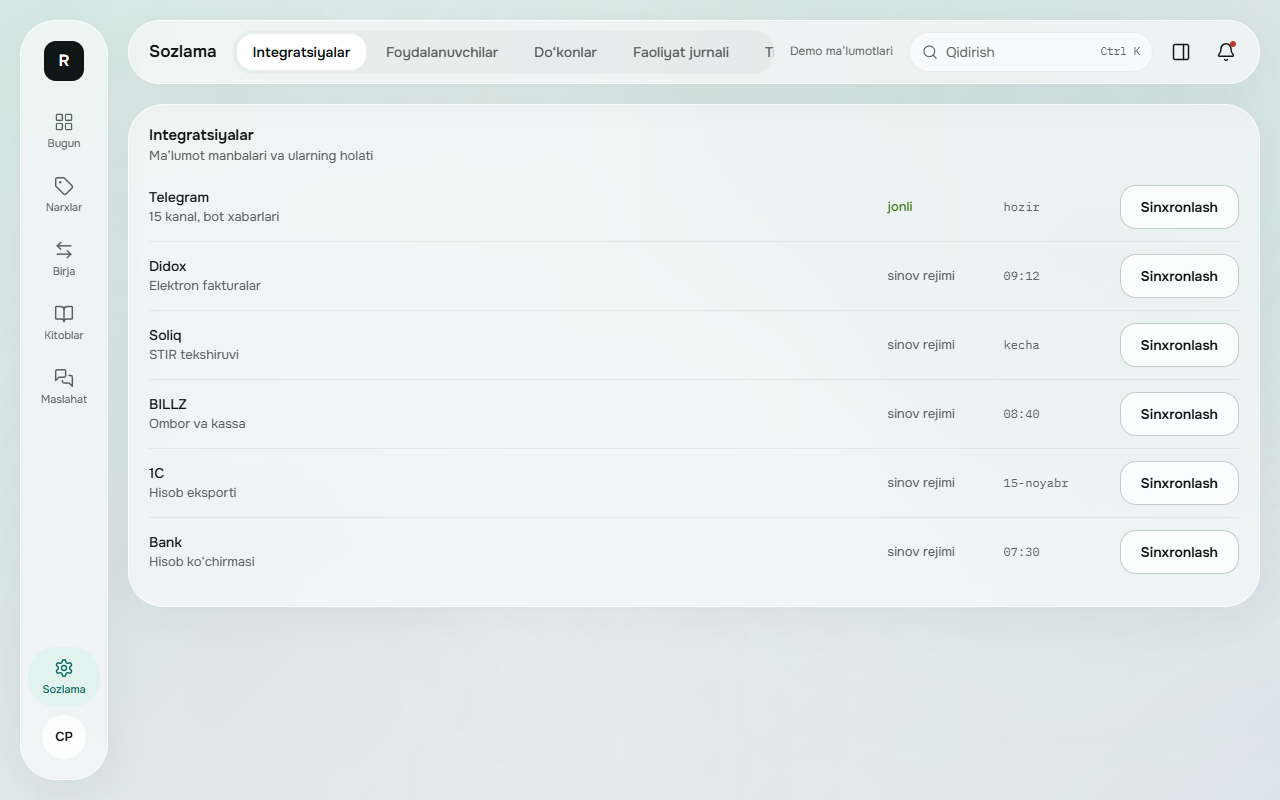 R
Bugun
Narxlar
Birja
Kitoblar
Maslahat
Sozlama
CP
Sozlama
Integratsiyalar
Foydalanuvchilar
Do‘konlar
Faoliyat jurnali
Demo ma’lumotlari
Qidirish
Ctrl K
Integratsiyalar
Ma’lumot manbalari va ularning holati
Telegram
15 kanal, bot xabarlari
jonli
hozir
Sinxronlash
Didox
Elektron fakturalar
sinov rejimi
09:12
Sinxronlash
Soliq
STIR tekshiruvi
sinov rejimi
kecha
Sinxronlash
BILLZ
Ombor va kassa
sinov rejimi
08:40
Sinxronlash
1C
Hisob eksporti
sinov rejimi
15-noyabr
Sinxronlash
Bank
Hisob ko‘chirmasi
sinov rejimi
07:30
Sinxronlash